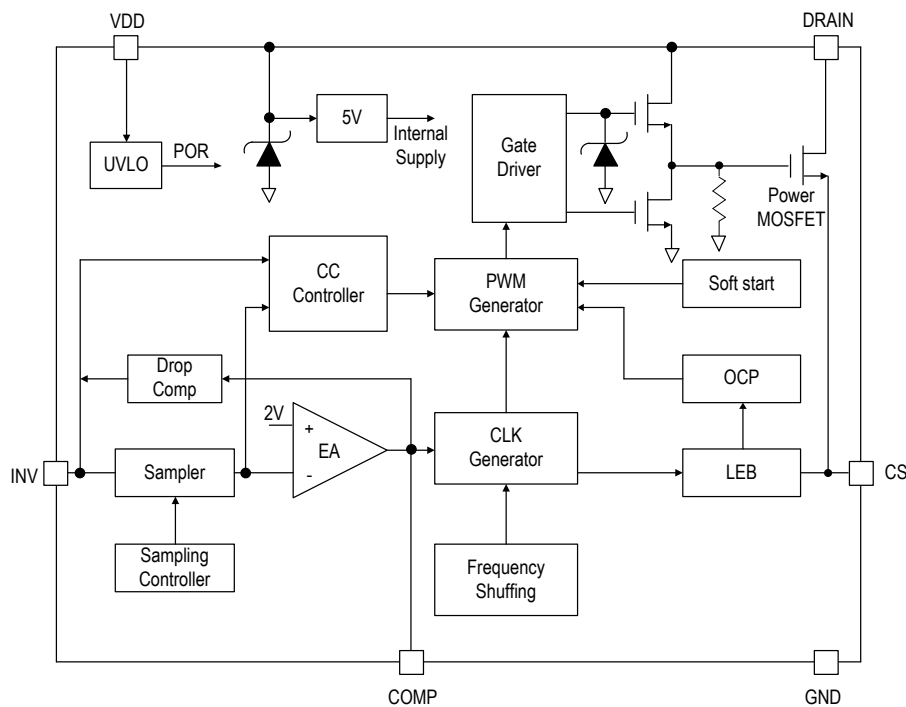 VDD
DRAIN
5V
Internal
Supply
UVLO
POR
Gate
Driver
Power
MOSFET
CC
Controller
PWM
Generator
Soft start
Drop
Comp
OCP
2V
+
EA
-
CLK
Generator
INV
Sampler
LEB
CS
Sampling
Controller
Frequency
Shuffing
COMP
GND